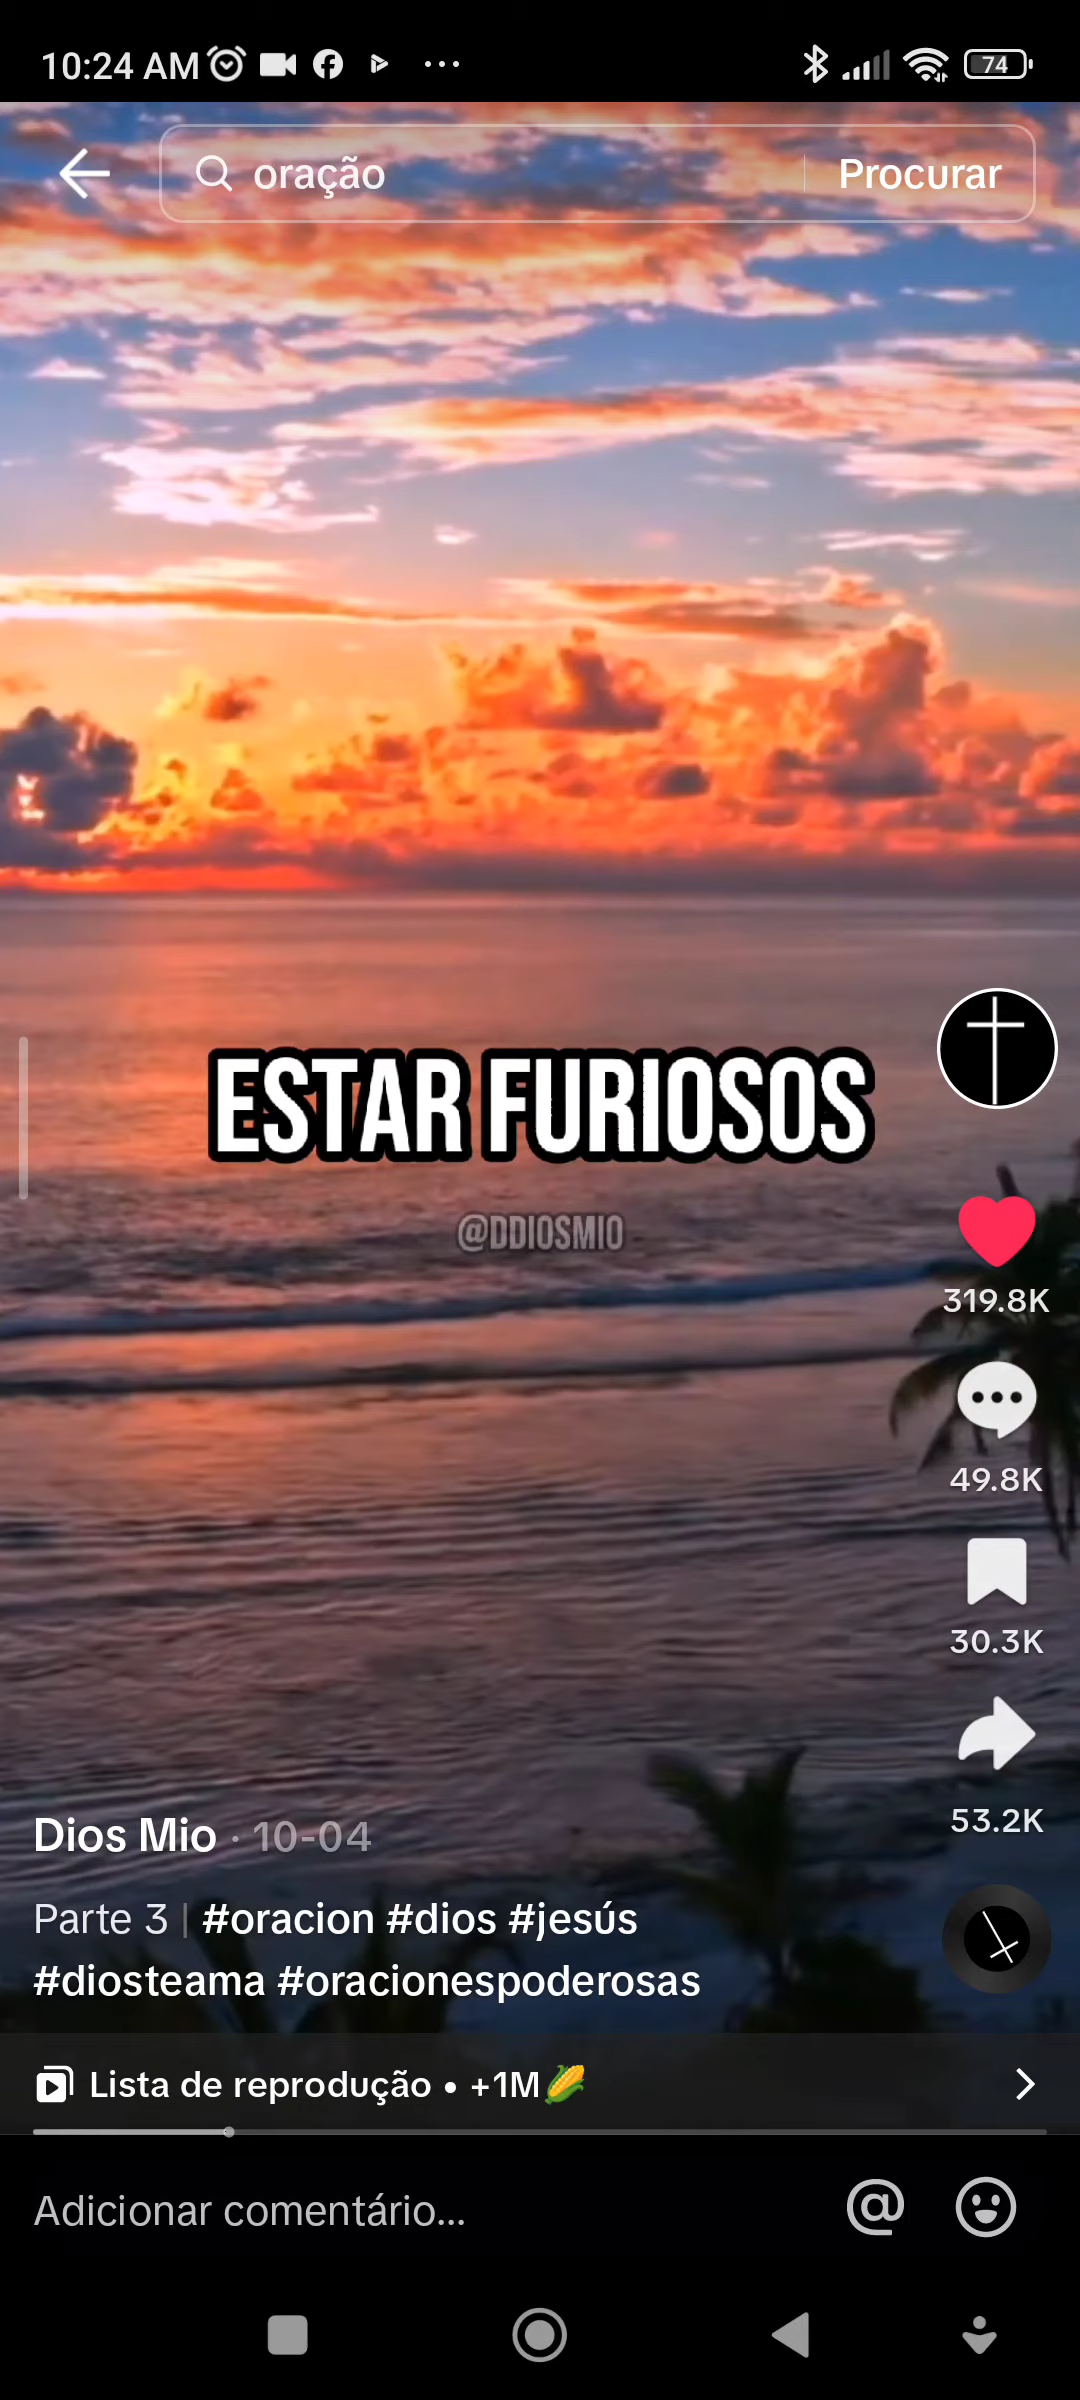 10:24 AM
74
oração
Procurar
ESTAR FURIOSOS
@DDIOSMIO
319.8K
49.8K
30.3K
53.2K
Dios Mio · 10-04
Parte 3 | #oracion #dios #jesús
#diosteama #oracionespoderosas
Lista de reprodução • +1M🌽
Adicionar comentário...